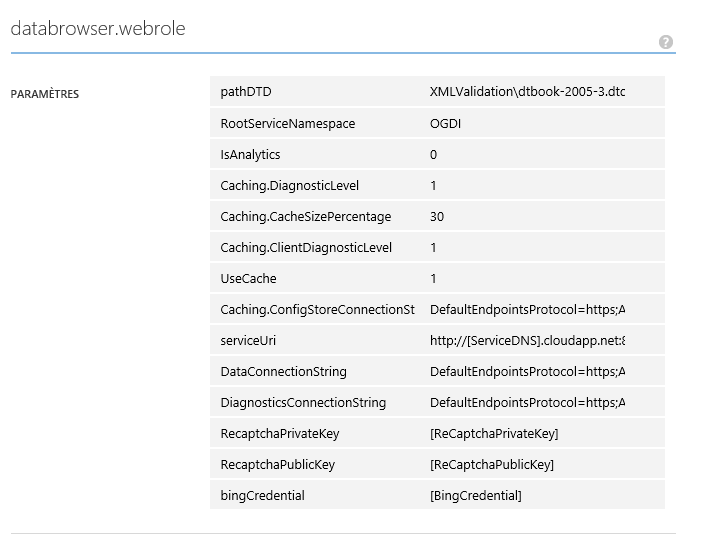 databrowser.webrole
?
PARAMÈTRES
pathDTD XMLValidation\dtbook-2005-3.dtc
RootServiceNamespace OGDI
IsAnalytics 0
Caching.DiagnosticLevel 1
Caching.CacheSizePercentage 30
Caching.ClientDiagnosticLevel 1
UseCache 1
Caching.ConfigStoreConnectionSt DefaultEndpointsProtocol=https;A
serviceUri http://[ServiceDNS].cloudapp.net:8
DataConnectionString DefaultEndpointsProtocol=https;A
DiagnosticsConnectionString DefaultEndpointsProtocol=https;A
RecaptchaPrivateKey [ReCaptchaPrivateKey]
RecaptchaPublicKey [ReCaptchaPublicKey]
bingCredential [BingCredential]